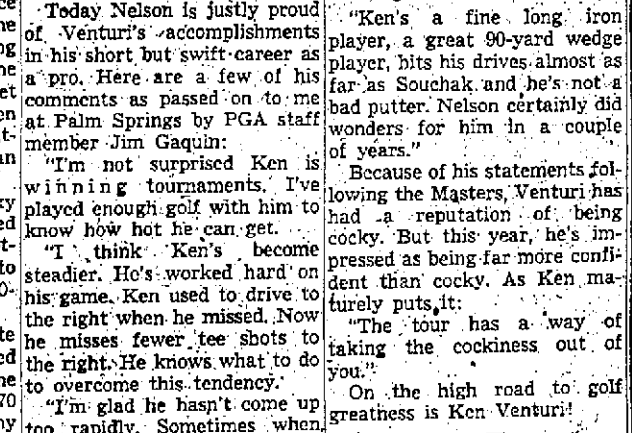 Today Nelson is justly proud
of Venturi's accomplishments
in his short but swift career as
a pro. Here are a few of his
comments as passed on to me
at Palm Springs by PGA staff
member Jim Gaquin:
"I'm not surprised Ken is
winning tournaments. I've
played enough golf with him to
know how hot he can get.
"I think Ken's become
steadier. He's worked hard on
his game. Ken used to drive to
the right when he missed. Now
he misses fewer tee shots to
the right. He knows what to do
to overcome this tendency.
"I'm glad he hasn't come up
too rapidly. Sometimes when
"Ken's a fine long iron
player, a great 90-yard wedge
player, hits his drives almost as
far as Souchak and he's not a
bad putter. Nelson certainly did
wonders for him in a couple
of years."
Because of his statements fol-
lowing the Masters, Venturi has
had a reputation of being
cocky. But this year, he's im-
pressed as being far more confi-
dent than cocky. As Ken ma-
turely puts it:
"The tour has a way of
taking the cockiness out of
you."
On the high road to golf
greatness is Ken Venturi!